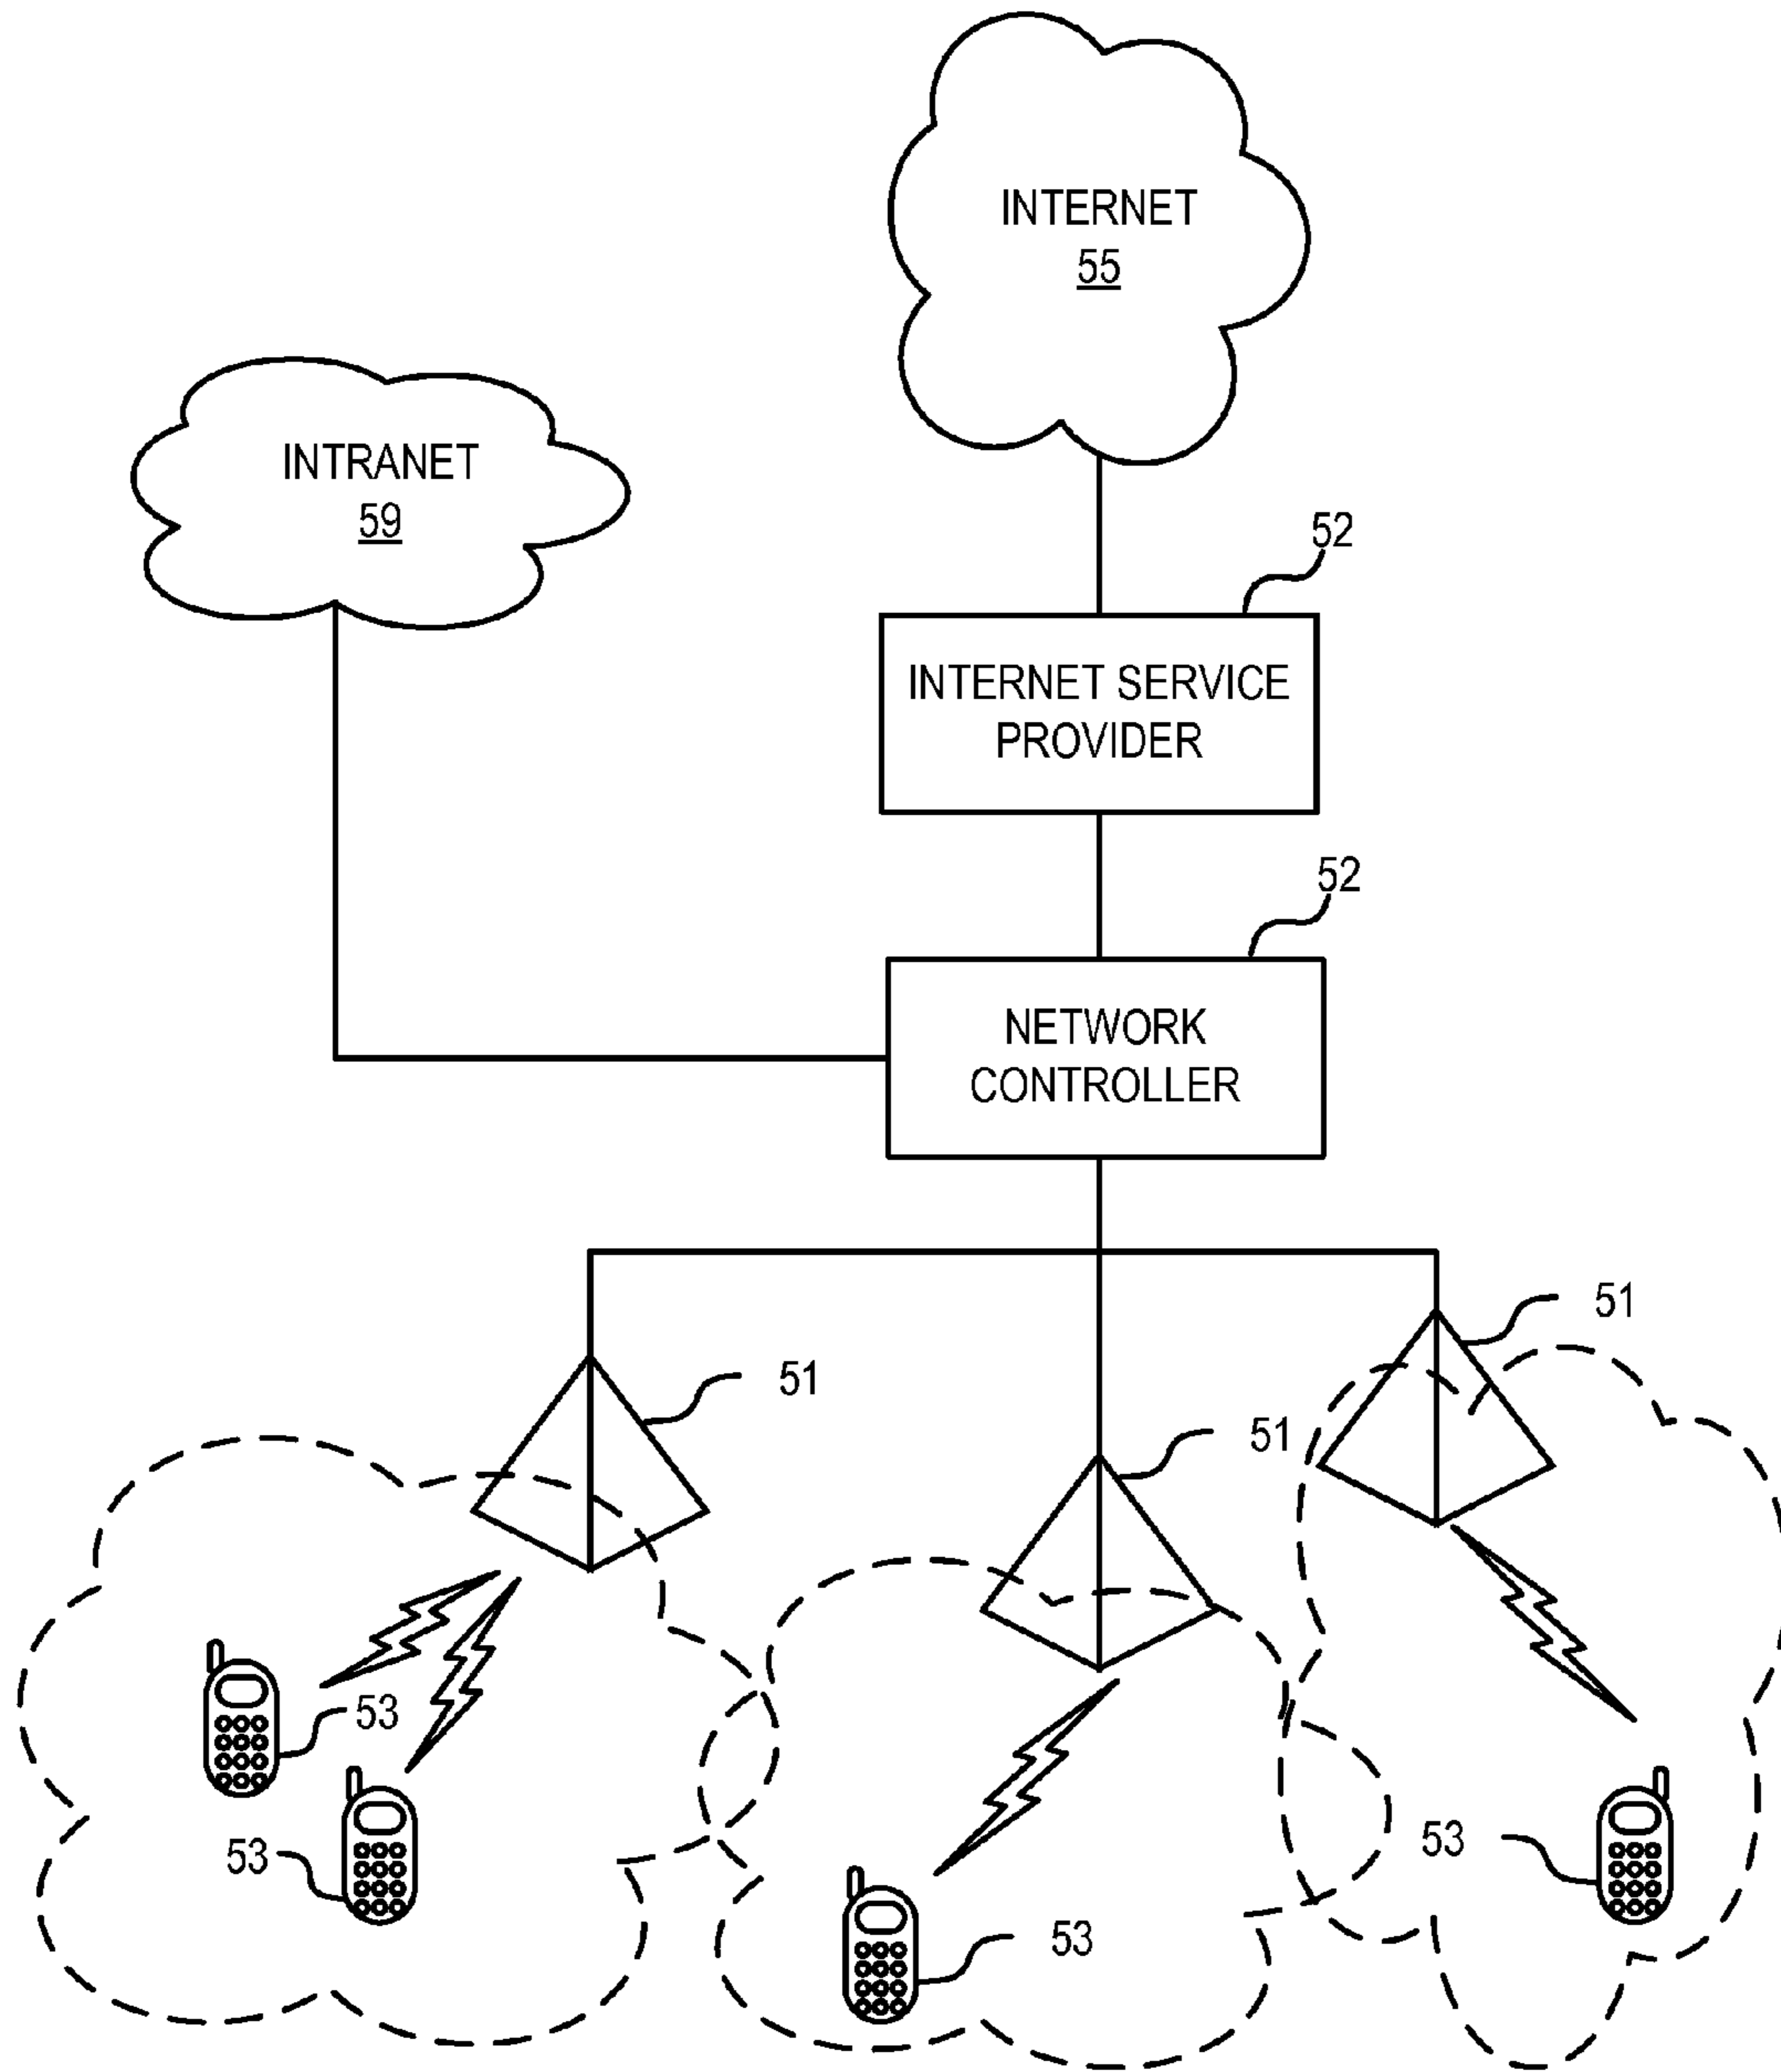 INTERNET
55
INTRANET
59
52
INTERNET SERVICE
PROVIDER
52
NETWORK
CONTROLLER
51
51
51
53
53
53
53